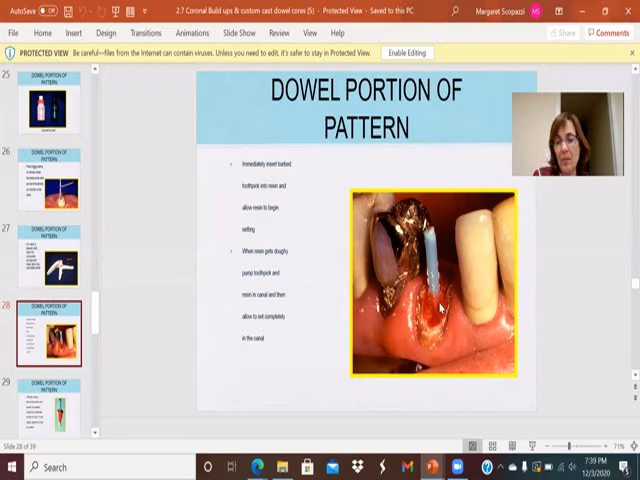 AutoSave Off
2.7 Coronal Build ups & custom cast dowel cores (5) - Protected View • Saved to this PC
Margaret Scopazzi MS
File Home Insert Design Transitions Animations Slide Show Review View Help Share Comments
PROTECTED VIEW Be careful—files from the Internet can contain viruses. Unless you need to edit, it's safer to stay in Protected View. Enable Editing
25
DOWEL PORTION OF
PATTERN
26
DOWEL PORTION OF
PATTERN
27
DOWEL PORTION OF
PATTERN
28
DOWEL PORTION OF
PATTERN
29
DOWEL PORTION OF
PATTERN
DOWEL PORTION OF
PATTERN
• Immediately insert barbed
toothpick into resin and
allow resin to begin
setting
• When resin gets doughy
pump toothpick and
resin in canal and then
allow to set completely
in the canal
Slide 28 of 39
71%
Search
7:39 PM
12/3/2020